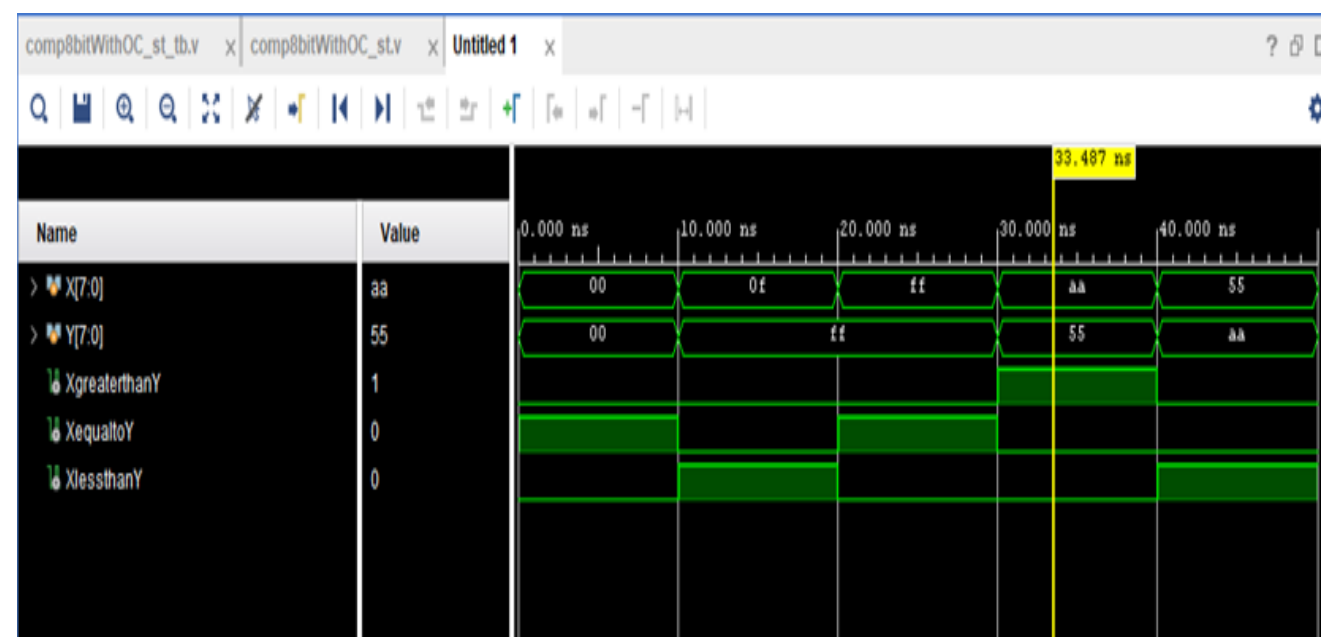 comp8bitWithOC_st_tb.v x comp8bitWithOC_st.v x Untitled 1 x ?
33.487 ns
Name Value 0.000 ns 10.000 ns 20.000 ns 30.000 ns 40.000 ns
X[7:0] aa 00 0f ff aa 55
Y[7:0] 55 00 ff 55 aa
XgreaterthanY 1
XequaltoY 0
XlessthanY 0